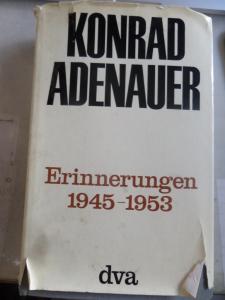 KONRAD
ADENAUER
Erinnerungen
1945-1953
dva